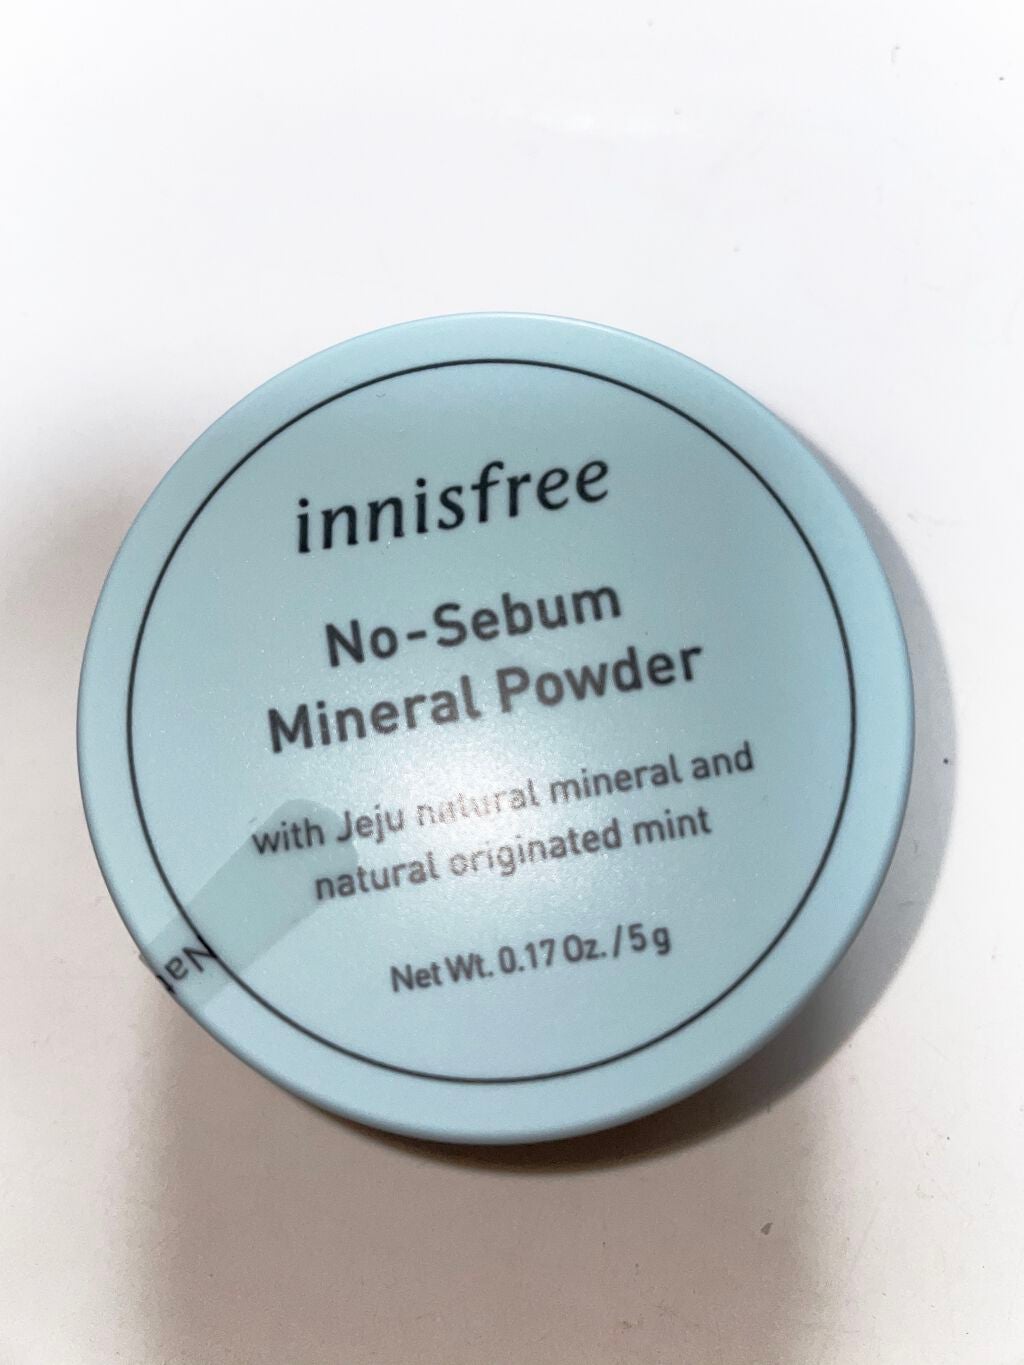 innisfree
No-Sebum
Mineral Powder
with Jeju natural mineral and
natural originated mint
Net Wt. 0.17 Oz. / 5 g